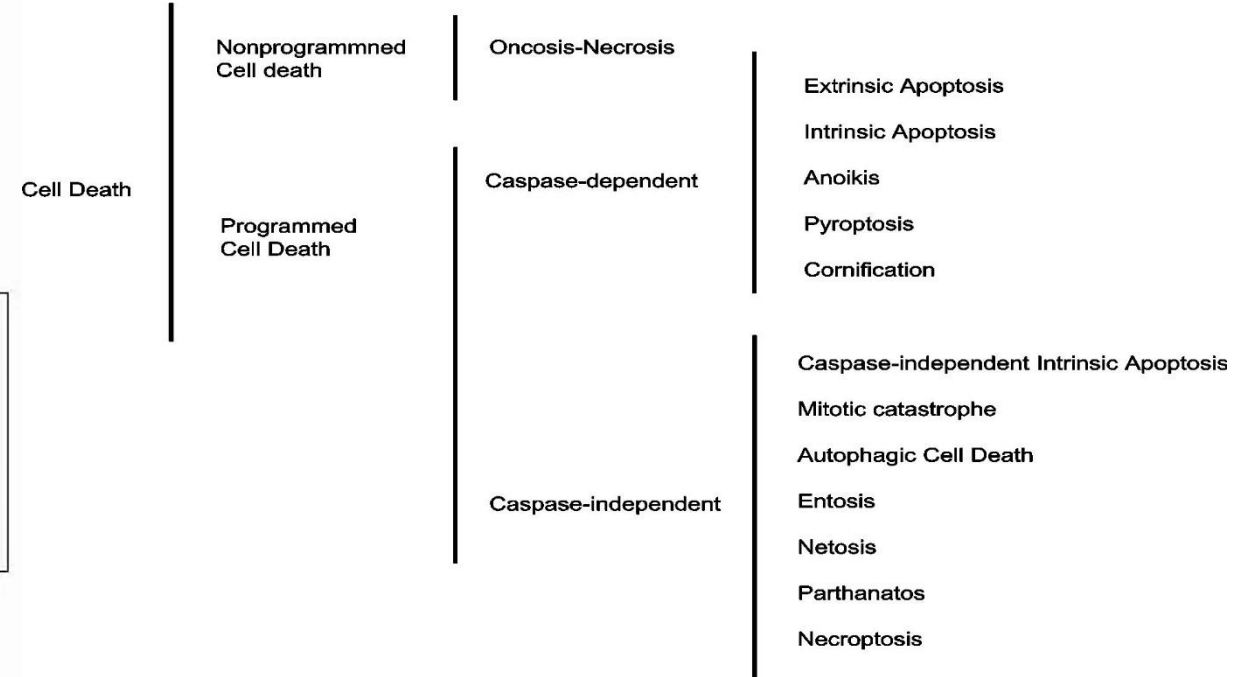 Cell Death
Nonprogrammned
Cell death
Programmed
Cell Death
Oncosis-Necrosis
Caspase-dependent
Caspase-independent
Extrinsic Apoptosis
Intrinsic Apoptosis
Anoikis
Pyroptosis
Cornification
Caspase-independent Intrinsic Apoptosis
Mitotic catastrophe
Autophagic Cell Death
Entosis
Netosis
Parthanatos
Necroptosis